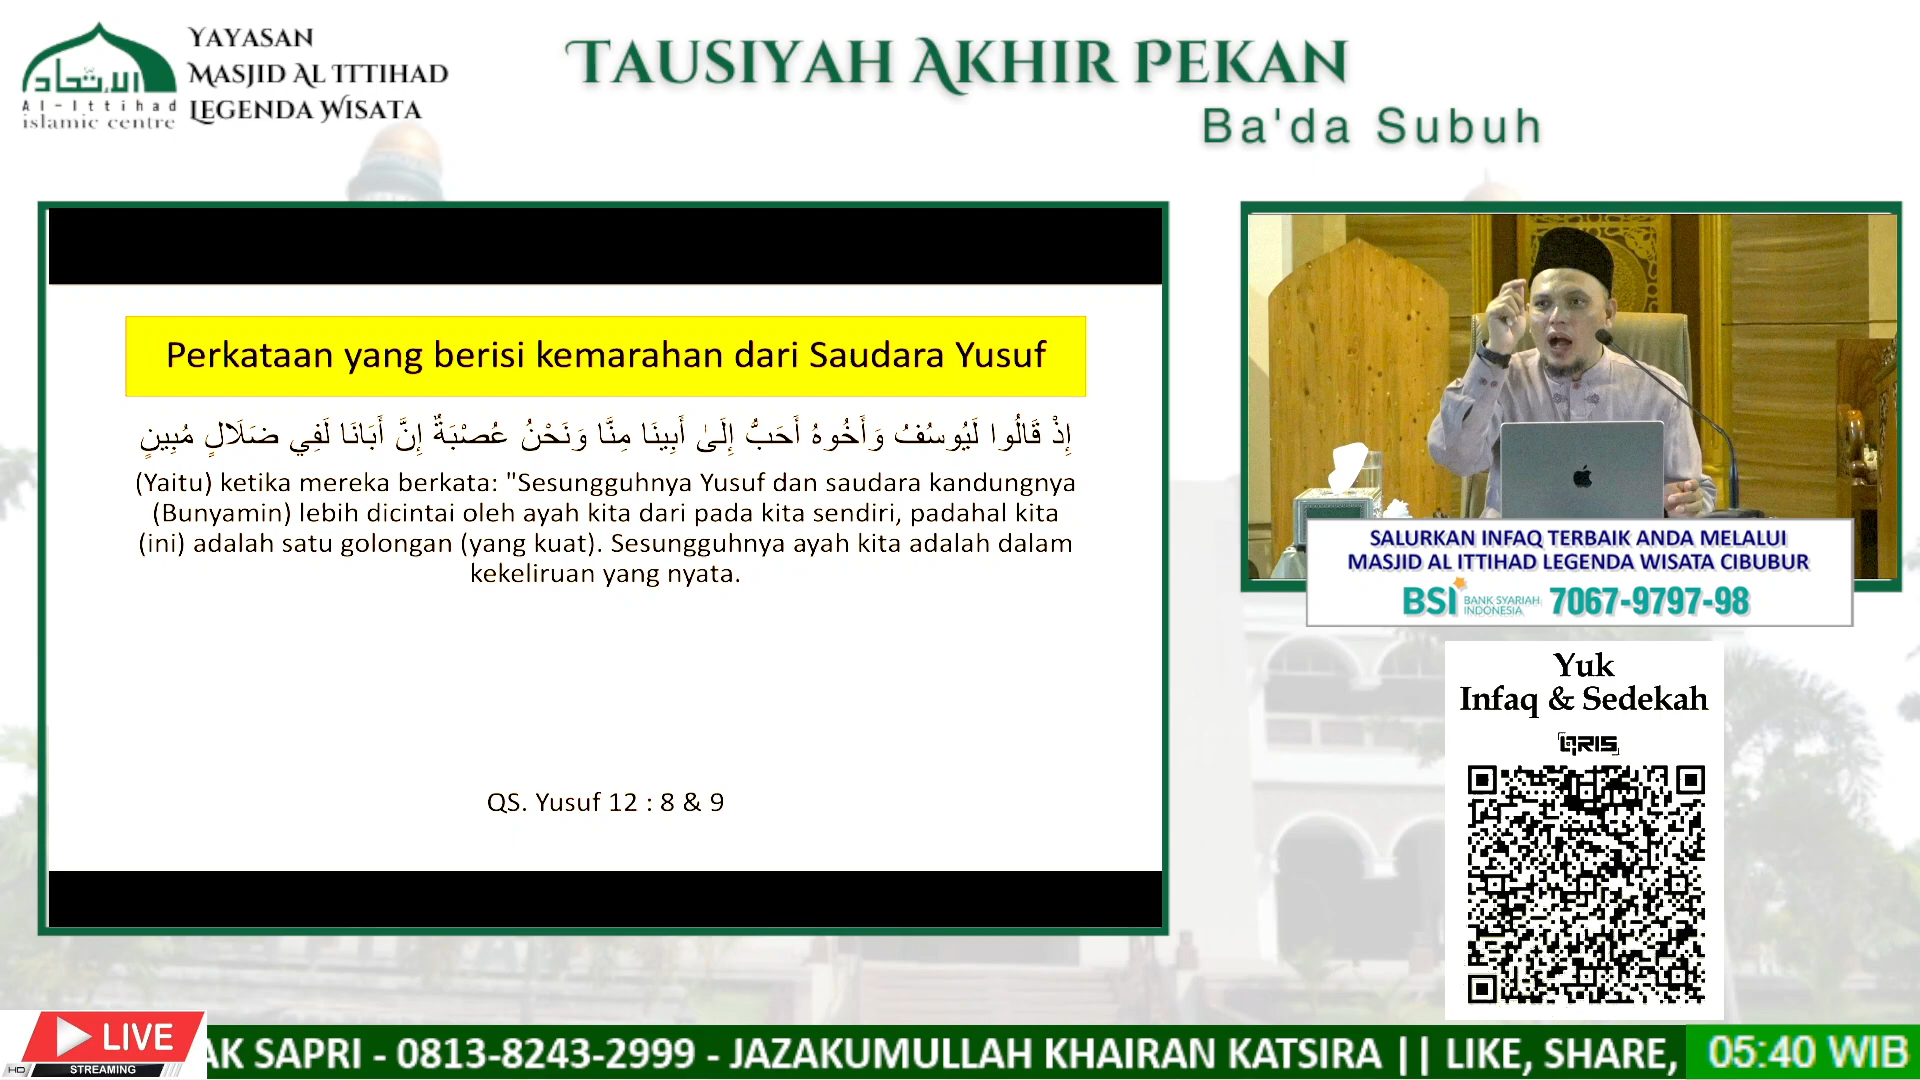 الاتحاد
Al-Ittihad
islamic centre
YAYASAN
MASJID AL ITTIHAD
LEGENDA WISATA
TAUSIYAH AKHIR PEKAN
Ba'da Subuh
Perkataan yang berisi kemarahan dari Saudara Yusuf
إِذْ قَالُوا لَيُوسُفُ وَأَخُوهُ أَحَبُّ إِلَىٰ أَبِينَا مِنَّا وَنَحْنُ عُصْبَةٌ إِنَّ أَبَانَا لَفِي ضَلَالٍ مُبِينٍ
(Yaitu) ketika mereka berkata: "Sesungguhnya Yusuf dan saudara kandungnya
(Bunyamin) lebih dicintai oleh ayah kita dari pada kita sendiri, padahal kita
(ini) adalah satu golongan (yang kuat). Sesungguhnya ayah kita adalah dalam
kekeliruan yang nyata.
QS. Yusuf 12 : 8 & 9
SALURKAN INFAQ TERBAIK ANDA MELALUI
MASJID AL ITTIHAD LEGENDA WISATA CIBUBUR
BSI BANK SYARIAH INDONESIA 7067-9797-98
Yuk
Infaq & Sedekah
QRIS
LIVE
HD STREAMING
AK SAPRI - 0813-8243-2999 - JAZAKUMULLAH KHAIRAN KATSIRA || LIKE, SHARE,
05:40 WIB